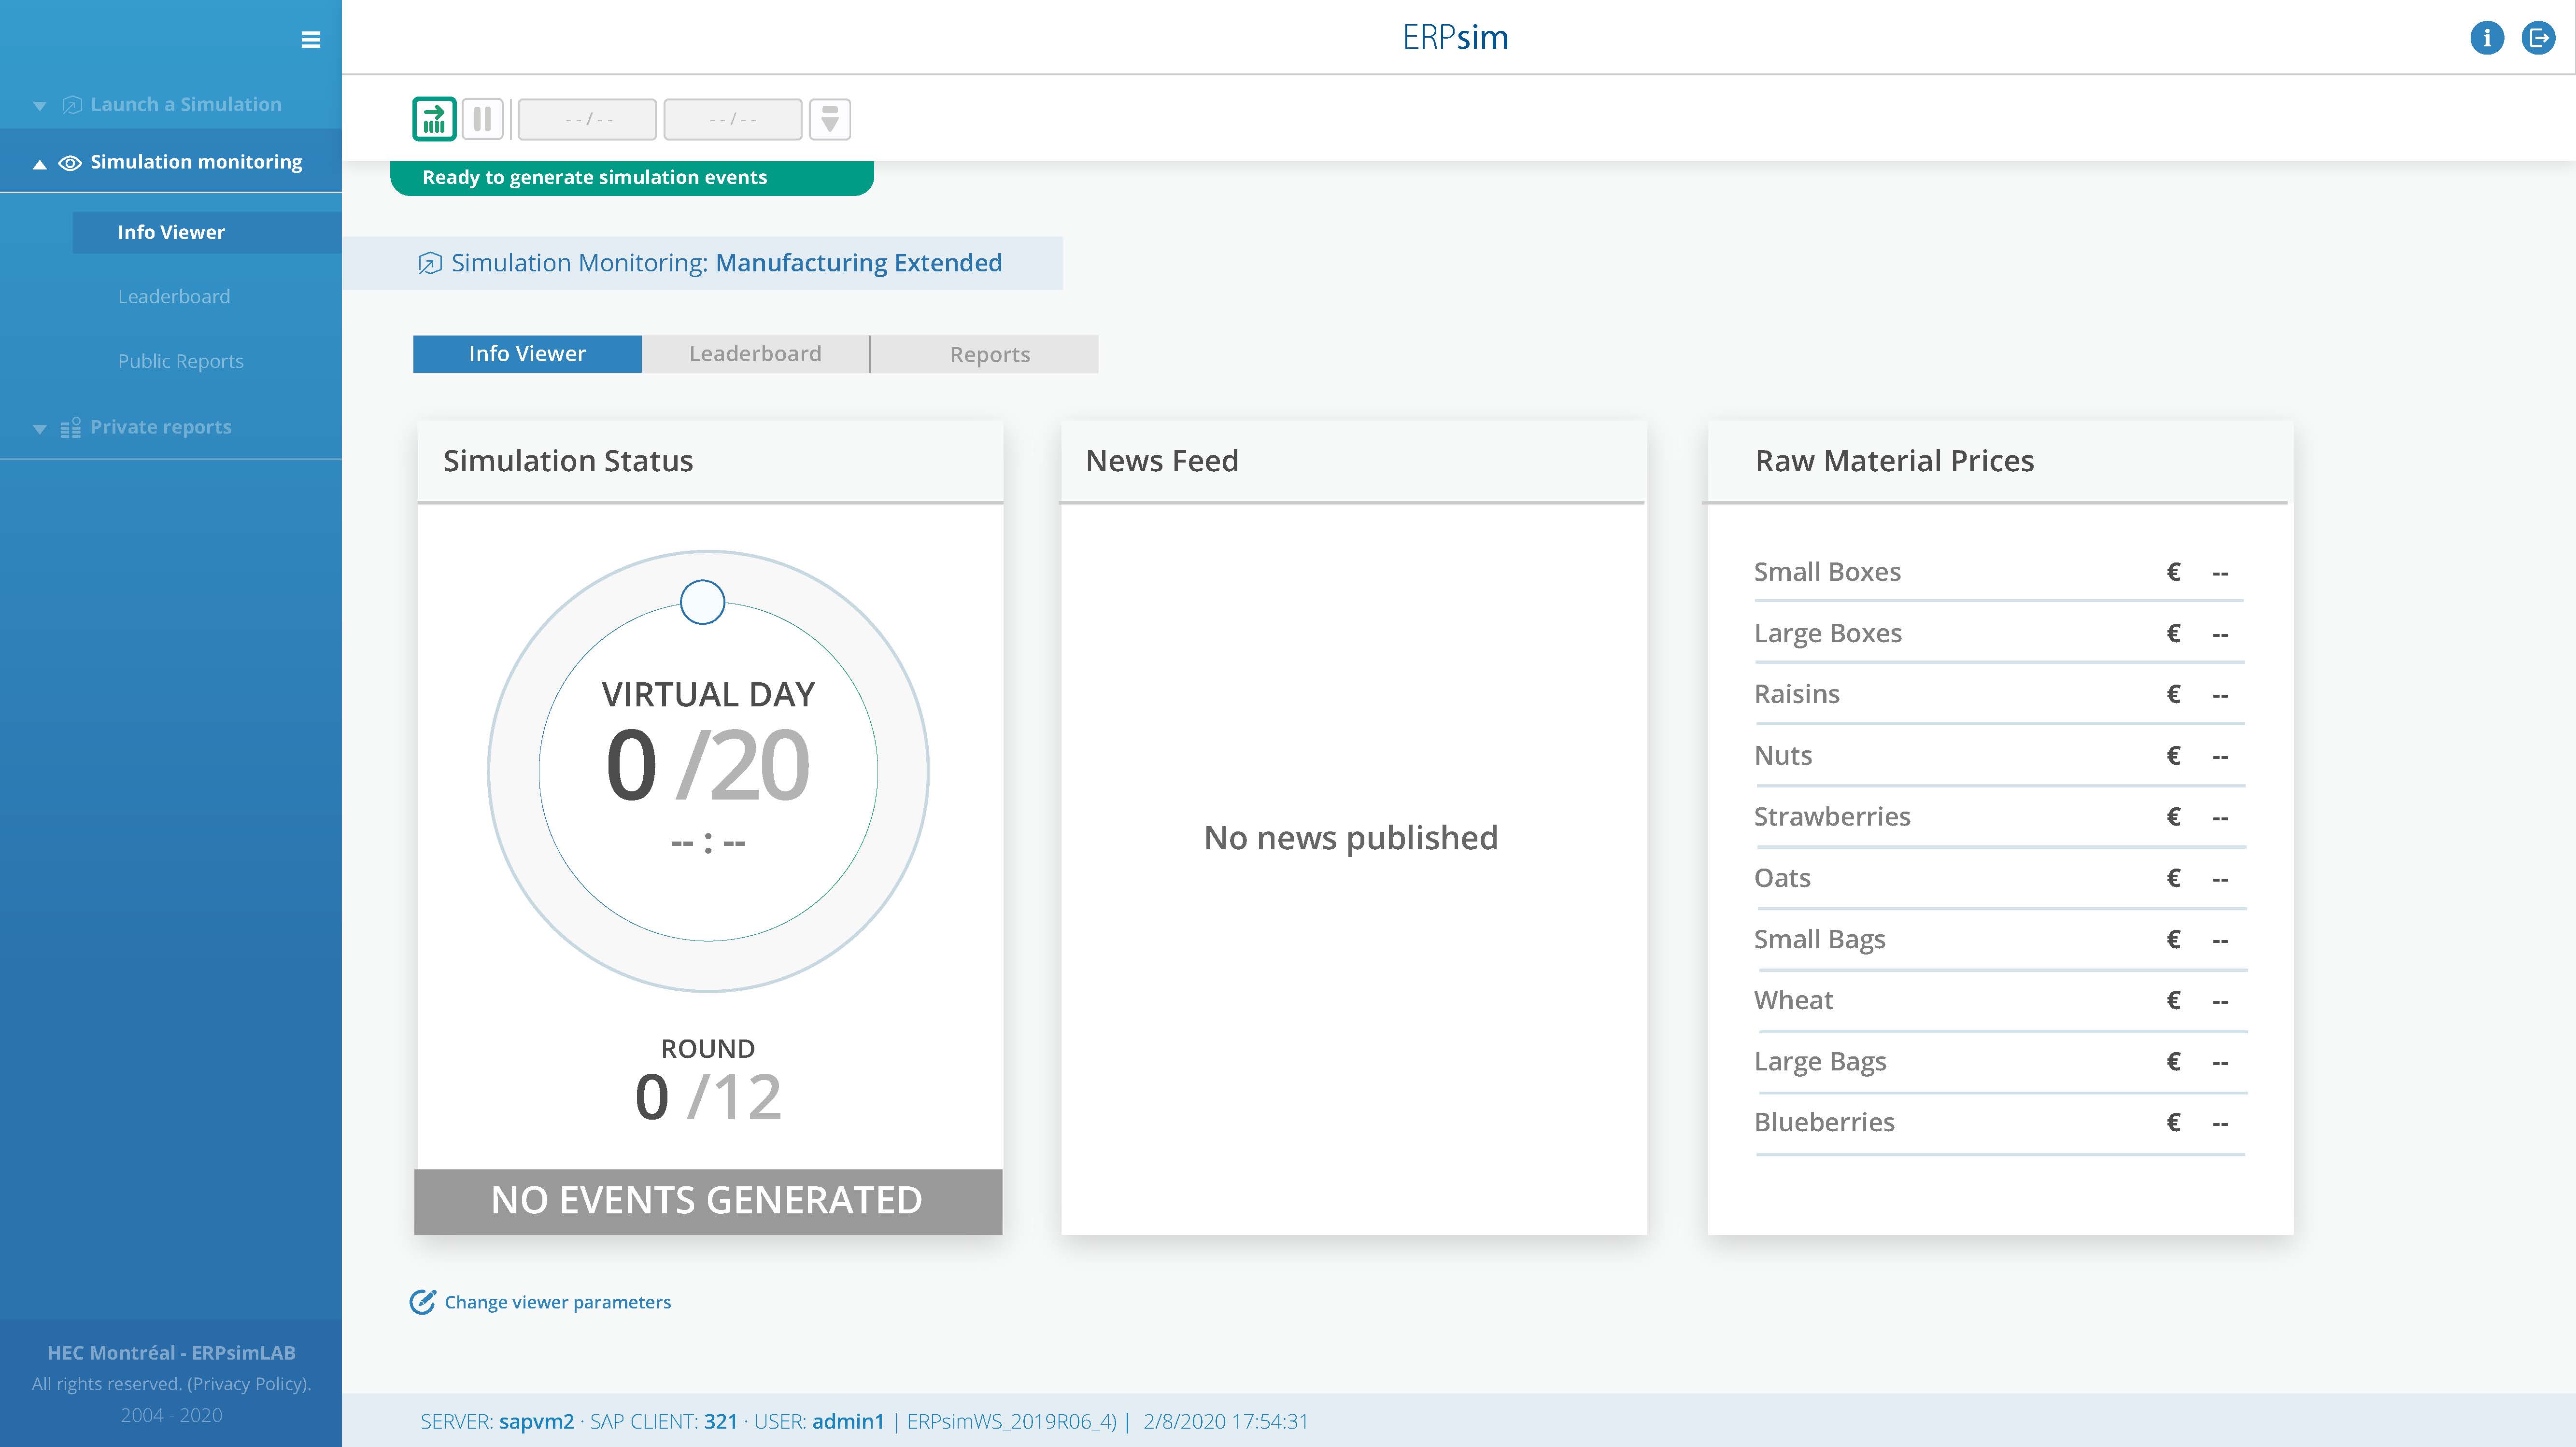 ERPsim
Launch a Simulation
Simulation monitoring
Info Viewer
Leaderboard
Public Reports
Private reports
HEC Montréal - ERPsimLAB
All rights reserved. (Privacy Policy).
2004 - 2020
--/--
--/--
Ready to generate simulation events
Simulation Monitoring: Manufacturing Extended
Info Viewer
Leaderboard
Reports
Simulation Status
VIRTUAL DAY
0 /20
-- : --
ROUND
0 /12
NO EVENTS GENERATED
News Feed
No news published
Raw Material Prices
Small Boxes € --
Large Boxes € --
Raisins € --
Nuts € --
Strawberries € --
Oats € --
Small Bags € --
Wheat € --
Large Bags € --
Blueberries € --
Change viewer parameters
SERVER: sapvm2 · SAP CLIENT: 321 · USER: admin1 | ERPsimWS_2019R06_4) | 2/8/2020 17:54:31